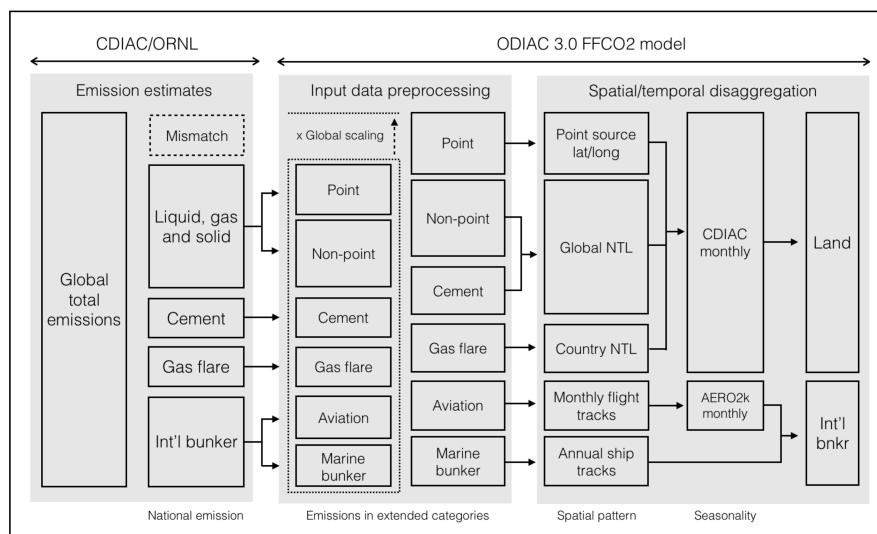 CDIAC/ORNL
ODIAC 3.0 FFCO2 model
Emission estimates
Input data preprocessing
Spatial/temporal disaggregation
Global
total
emissions
Mismatch
Liquid, gas
and solid
Cement
Gas flare
Int'l bunker
x Global scaling
Point
Non-point
Cement
Gas flare
Aviation
Marine
bunker
Point
Non-point
Cement
Gas flare
Aviation
Marine
bunker
Point source
lat/long
Global NTL
Country NTL
Monthly flight
tracks
Annual ship
tracks
CDIAC
monthly
AERO2k
monthly
Land
Int'l
bnkr
National emission
Emissions in extended categories
Spatial pattern
Seasonality